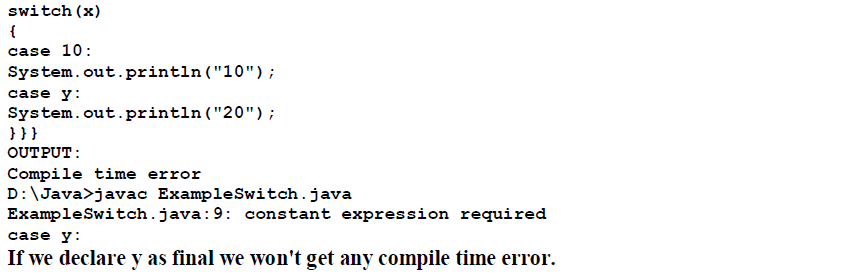 switch(x)
{
case 10:
System.out.println("10");
case y:
System.out.println("20");
}}}
OUTPUT:
Compile time error
D:\Java>javac ExampleSwitch.java
ExampleSwitch.java:9: constant expression required
case y:
If we declare y as final we won't get any compile time error.